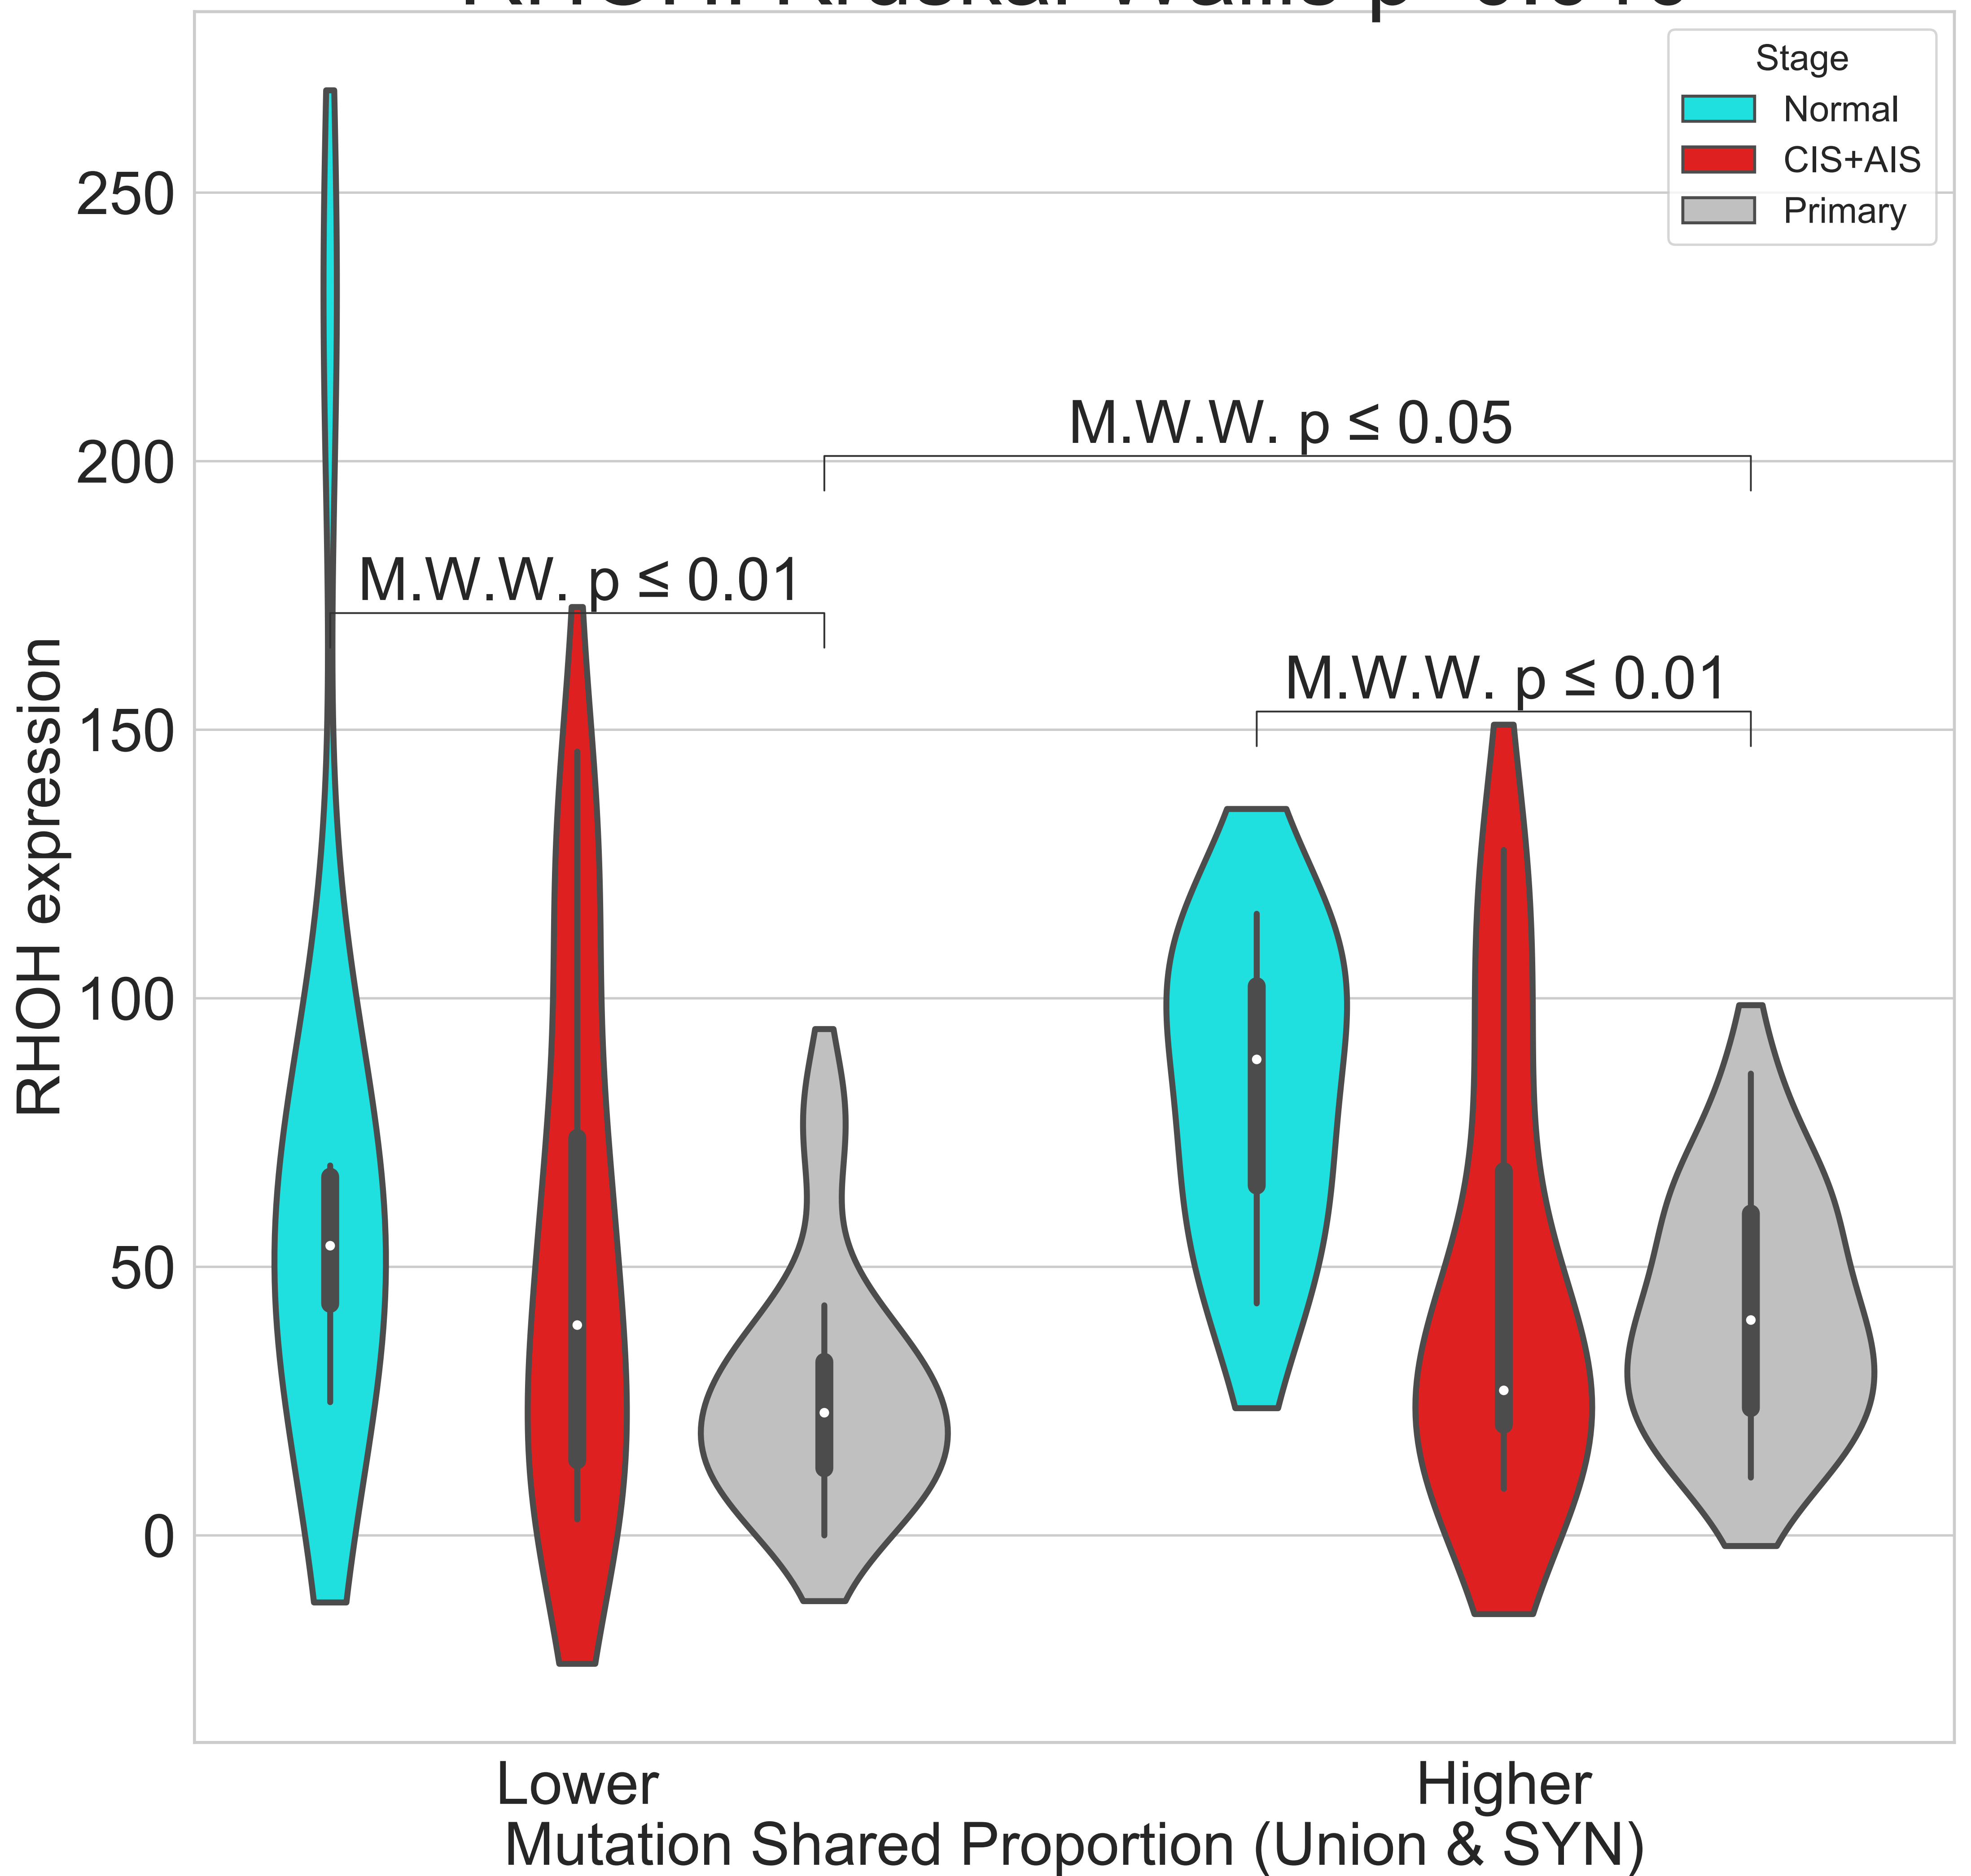 Stage
Normal
CIS+AIS
Primary
250
200
150
100
50
0
RHOH expression
M.W.W. p ≤ 0.05
M.W.W. p ≤ 0.01
M.W.W. p ≤ 0.01
Lower
Higher
Mutation Shared Proportion (Union & SYN)